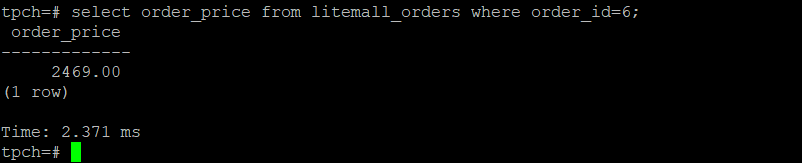 tpch=# select order_price from litemall_orders where order_id=6;
 order_price
-------------
     2469.00
(1 row)

Time: 2.371 ms
tpch=#